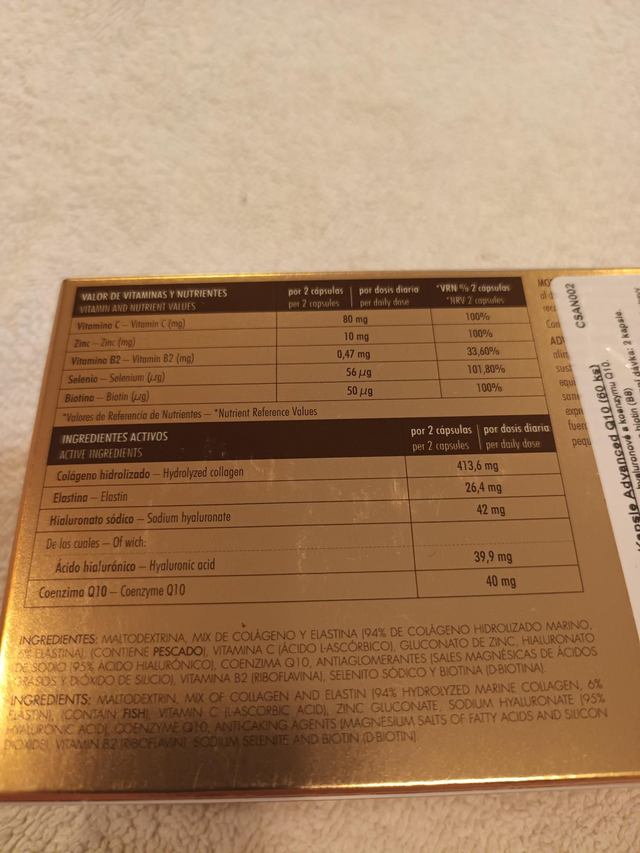 VALOR DE VITAMINAS Y NUTRIENTES por 2 cápsulas por dosis diaria *VRN % 2 cápsulas
VITAMIN AND NUTRIENT VALUES per 2 capsules per daily dose *NRV 2 capsules
Vitamina C – Vitamin C (mg) 80 mg 100%
Zinc – Zinc (mg) 10 mg 100%
Vitamina B2 – Vitamin B2 (mg) 0,47 mg 33,60%
Selenio – Selenium (µg) 56 µg 101,80%
Biotina – Biotin (µg) 50 µg 100%
*Valores de Referencia de Nutrientes – *Nutrient Reference Values
INGREDIENTES ACTIVOS por 2 cápsulas por dosis diaria
ACTIVE INGREDIENTS per 2 capsules per daily dose
Colágeno hidrolizado – Hydrolyzed collagen 413,6 mg
Elastina – Elastin 26,4 mg
Hialuronato sódico – Sodium hyaluronate 42 mg
De los cuales – Of wich:
Ácido hialurónico – Hyaluronic acid 39,9 mg
Coenzima Q10 – Coenzyme Q10 40 mg
INGREDIENTES: MALTODEXTRINA, MIX DE COLÁGENO Y ELASTINA (94% DE COLÁGENO HIDROLIZADO MARINO,
6% ELASTINA), (CONTIENE PESCADO), VITAMINA C (ÁCIDO L-ASCÓRBICO), GLUCONATO DE ZINC, HIALURONATO
DE SODIO (95% ÁCIDO HIALURÓNICO), COENZIMA Q10, ANTIAGLOMERANTES (SALES MAGNÉSICAS DE ÁCIDOS
GRASOS Y DIÓXIDO DE SILICIO), VITAMINA B2 (RIBOFLAVINA), SELENITO SÓDICO Y BIOTINA (D-BIOTINA).
INGREDIENTS: MALTODEXTRIN, MIX OF COLLAGEN AND ELASTIN (94% HYDROLYZED MARINE COLLAGEN, 6%
ELASTIN), (CONTAIN FISH), VITAMIN C (L-ASCORBIC ACID), ZINC GLUCONATE, SODIUM HYALURONATE (95%
HYALURONIC ACID), COENZYME Q10, ANTI-CAKING AGENTS (MAGNESIUM SALTS OF FATTY ACIDS AND SILICON
DIOXIDE), VITAMIN B2 (RIBOFLAVIN), SODIUM SELENITE AND BIOTIN (D-BIOTIN).
CSAN002
Kapsle Advanced Q10 (60 ks)
hyaluronové a koenzymu Q10.
biotin (B8)
dávka: 2 kapsle.